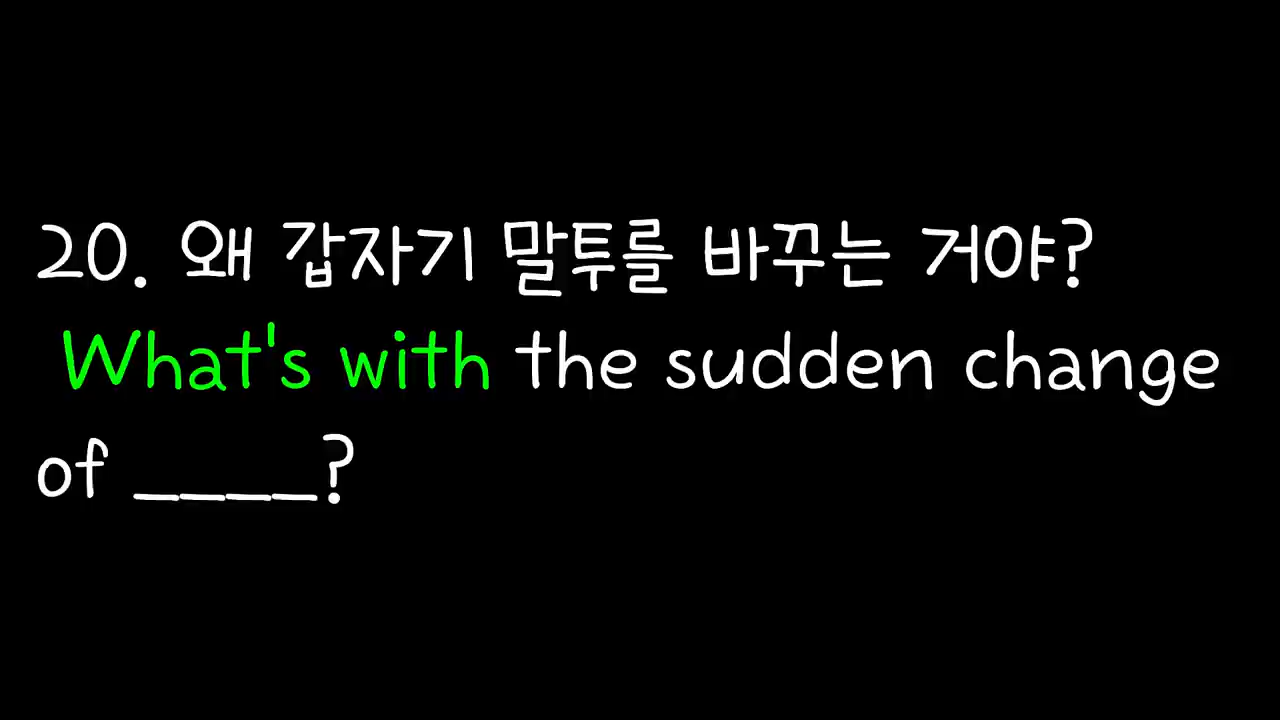 20. 왜 갑자기 말투를 바꾸는 거야?
What's with the sudden change
of ____?